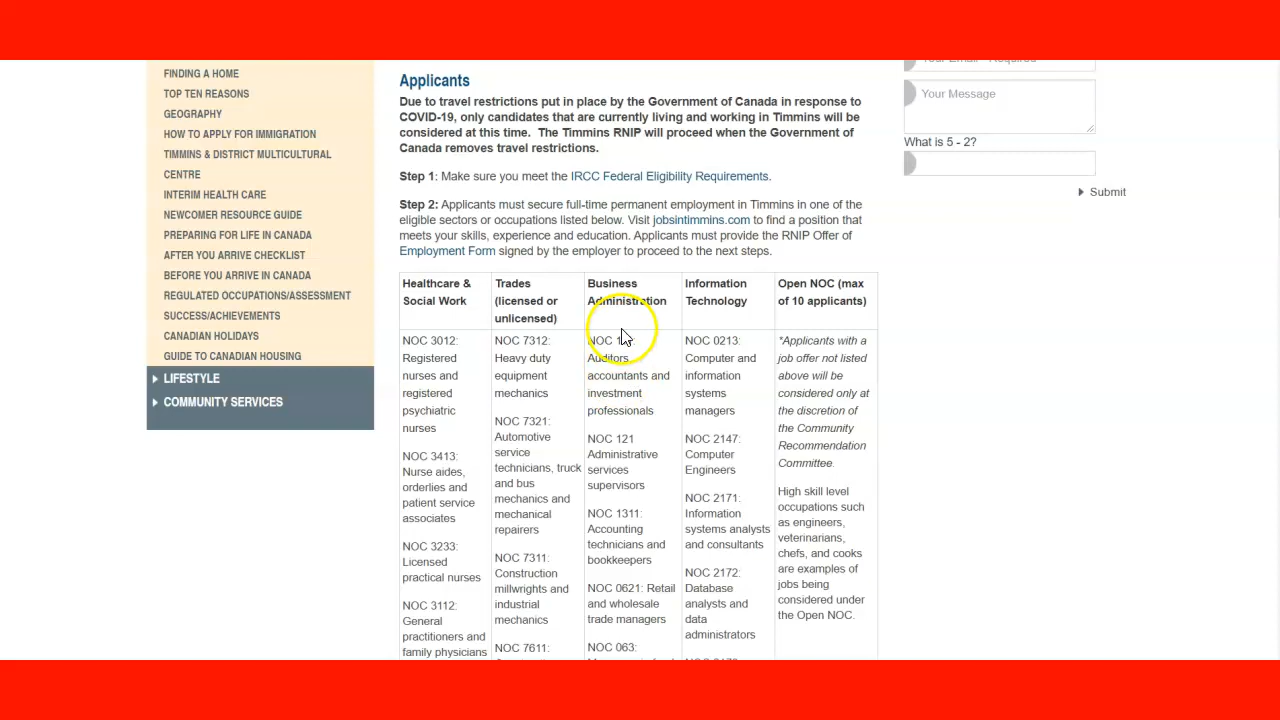 FINDING A HOME
TOP TEN REASONS
GEOGRAPHY
HOW TO APPLY FOR IMMIGRATION
TIMMINS & DISTRICT MULTICULTURAL
CENTRE
INTERIM HEALTH CARE
NEWCOMER RESOURCE GUIDE
PREPARING FOR LIFE IN CANADA
AFTER YOU ARRIVE CHECKLIST
BEFORE YOU ARRIVE IN CANADA
REGULATED OCCUPATIONS/ASSESSMENT
SUCCESS/ACHIEVEMENTS
CANADIAN HOLIDAYS
GUIDE TO CANADIAN HOUSING
LIFESTYLE
COMMUNITY SERVICES
Applicants
Due to travel restrictions put in place by the Government of Canada in response to
COVID-19, only candidates that are currently living and working in Timmins will be
considered at this time. The Timmins RNIP will proceed when the Government of
Canada removes travel restrictions.
Step 1: Make sure you meet the IRCC Federal Eligibility Requirements.
Step 2: Applicants must secure full-time permanent employment in Timmins in one of the
eligible sectors or occupations listed below. Visit jobsintimmins.com to find a position that
meets your skills, experience and education. Applicants must provide the RNIP Offer of
Employment Form signed by the employer to proceed to the next steps.
Healthcare &
Social Work
NOC 3012:
Registered
nurses and
registered
psychiatric
nurses
NOC 3413:
Nurse aides,
orderlies and
patient service
associates
NOC 3233:
Licensed
practical nurses
NOC 3112:
General
practitioners and
family physicians
Trades
(licensed or
unlicensed)
NOC 7312:
Heavy duty
equipment
mechanics
NOC 7321:
Automotive
service
technicians, truck
and bus
mechanics and
mechanical
repairers
NOC 7311:
Construction
millwrights and
industrial
mechanics
NOC 7611:
Business
Administration
NOC
Auditors,
accountants and
investment
professionals
NOC 121
Administrative
services
supervisors
NOC 1311:
Accounting
technicians and
bookkeepers
NOC 0621: Retail
and wholesale
trade managers
NOC 063:
Information
Technology
NOC 0213:
Computer and
information
systems
managers
NOC 2147:
Computer
Engineers
NOC 2171:
Information
systems analysts
and consultants
NOC 2172:
Database
analysts and
data
administrators
Open NOC (max
of 10 applicants)
*Applicants with a
job offer not listed
above will be
considered only at
the discretion of
the Community
Recommendation
Committee.
High skill level
occupations such
as engineers,
veterinarians,
chefs, and cooks
are examples of
jobs being
considered under
the Open NOC.
Your Message
What is 5 - 2?
Submit